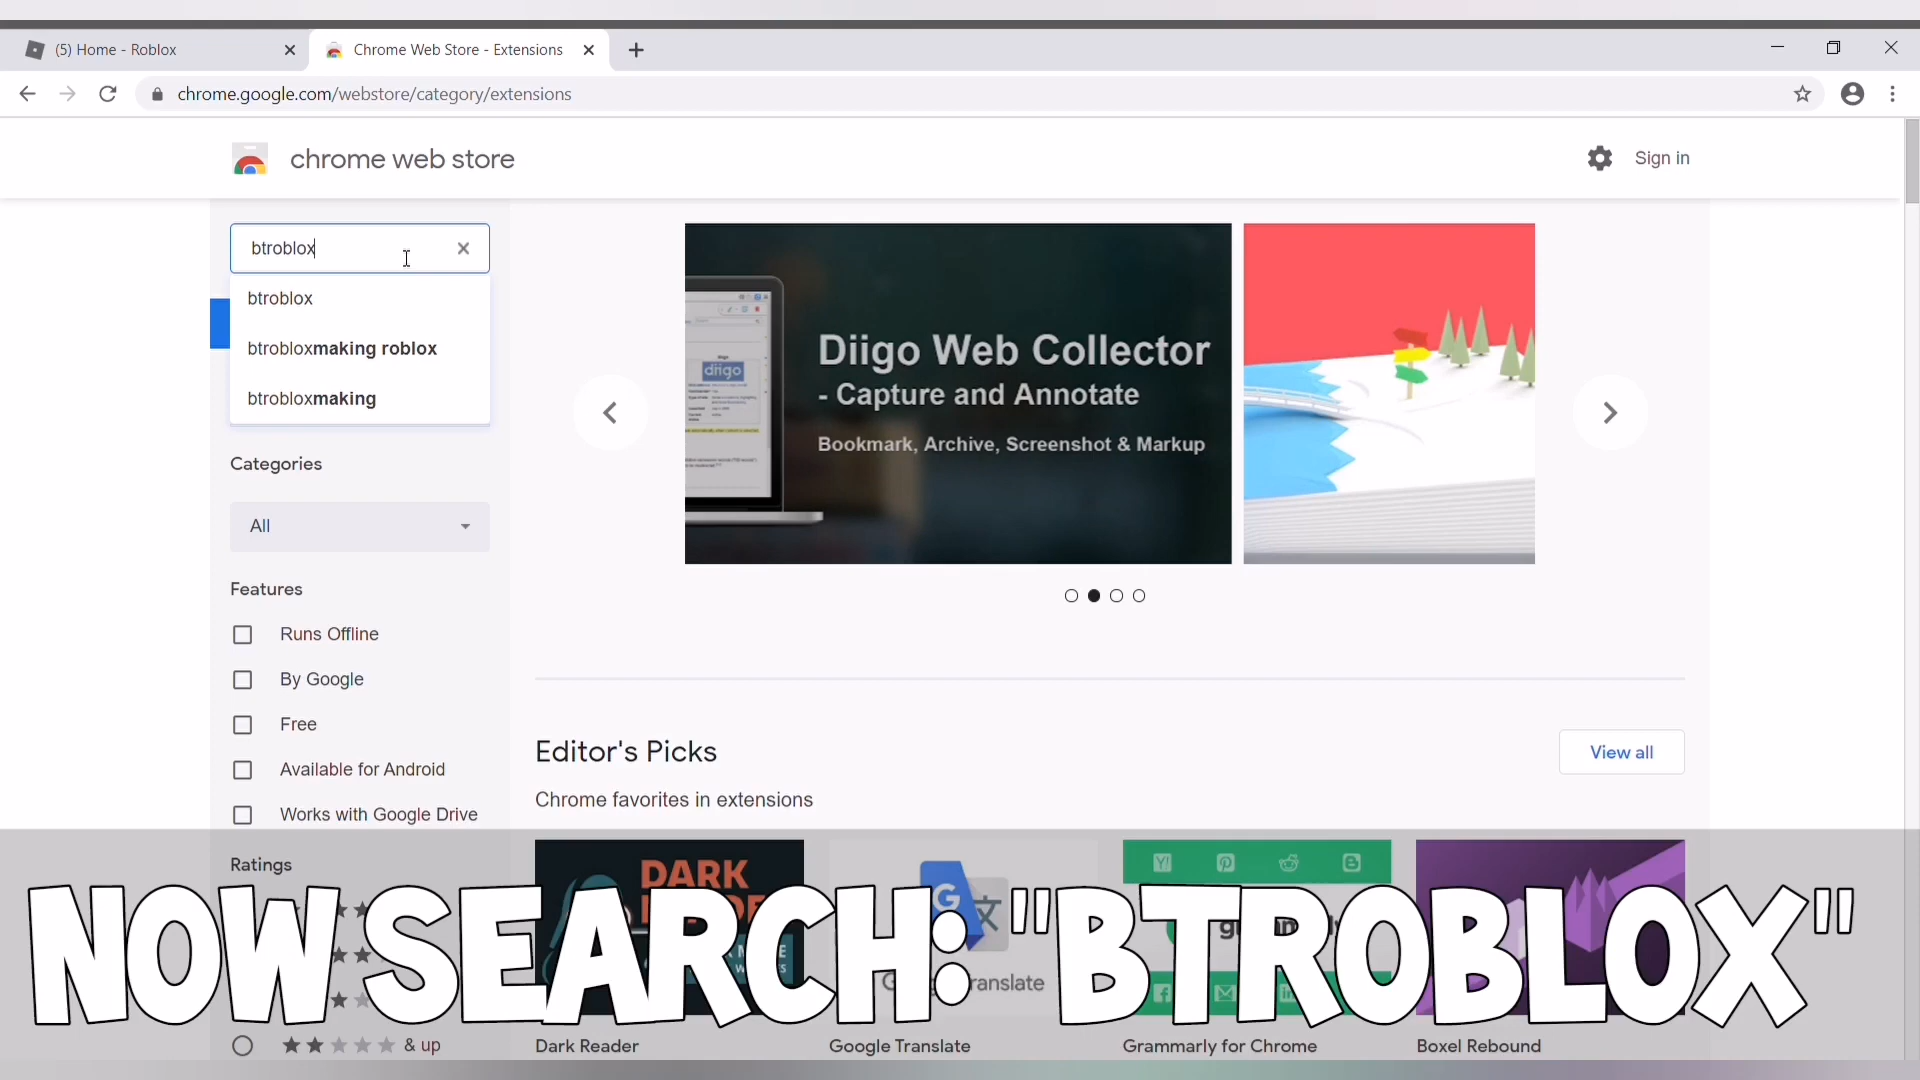 (5) Home - Roblox
Chrome Web Store - Extensions
chrome.google.com/webstore/category/extensions
chrome web store
Sign in
btroblox
btroblox
btrobloxmaking roblox
btrobloxmaking
Diigo Web Collector
- Capture and Annotate
Bookmark, Archive, Screenshot & Markup
diigo
Categories
All
Features
Runs Offline
By Google
Free
Available for Android
Works with Google Drive
Editor's Picks
View all
Chrome favorites in extensions
Ratings
DARK
NOW SEARCH: "BTROBLOX"
& up
Dark Reader
Google Translate
Grammarly for Chrome
Boxel Rebound